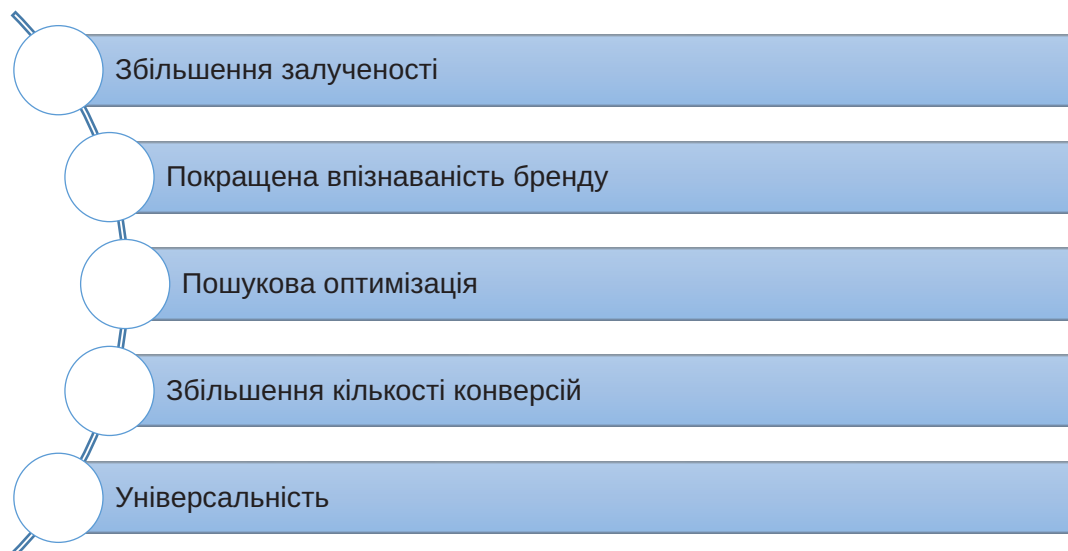 Збільшення залученості
Покращена впізнаваність бренду
Пошукова оптимізація
Збільшення кількості конверсій
Універсальність